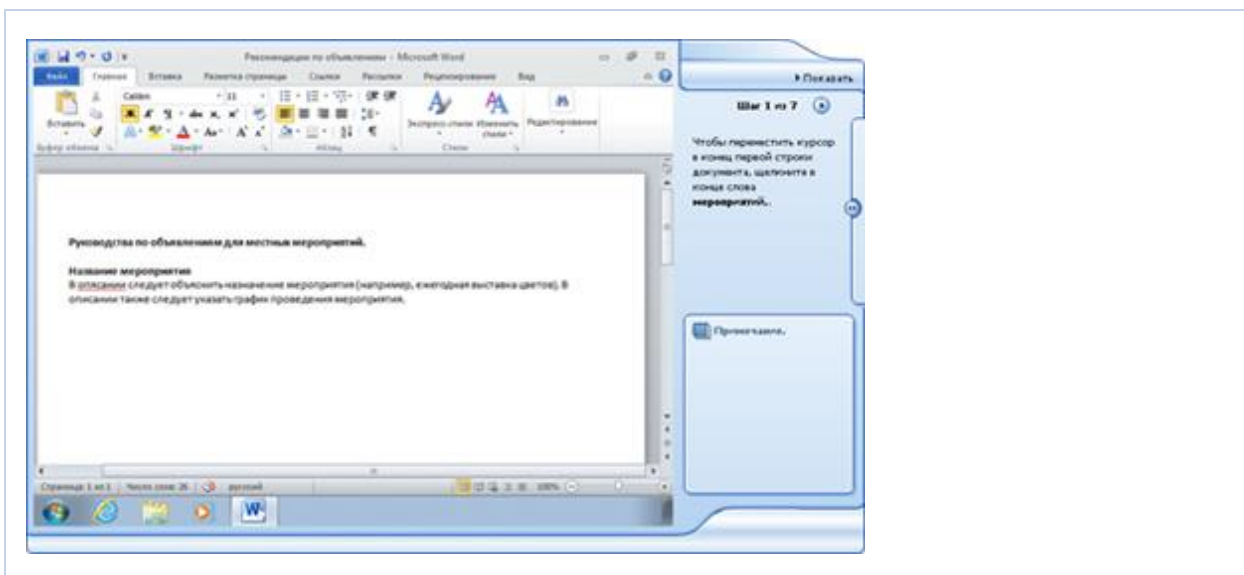 Рекомендации по объявлениям - Microsoft Word
Файл Главная Вставка Разметка страницы Ссылки Рассылки Рецензирование Вид
Показать
Шаг 1 из 7
Calibri 11
Вставить
Экспресс-стили Изменить стили Редактирование
Буфер обмена Шрифт Абзац Стили
Чтобы переместить курсор
в конец первой строки
документа, щелкните в
конце слова
мероприятий..
Руководства по объявлениям для местных мероприятий.
Название мероприятия
В описании следует объяснить назначение мероприятия (например, ежегодная выставка цветов). В
описании также следует указать график проведения мероприятия.
Примечание.
Страница: 1 из 1 Число слов: 26 русский 100%